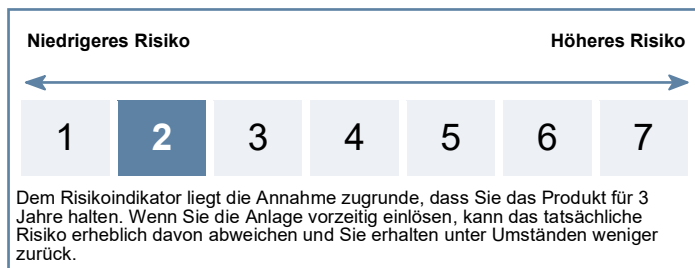 Niedrigeres Risiko Höheres Risiko
1 2 3 4 5 6 7
Dem Risikoindikator liegt die Annahme zugrunde, dass Sie das Produkt für 3
Jahre halten. Wenn Sie die Anlage vorzeitig einlösen, kann das tatsächliche
Risiko erheblich davon abweichen und Sie erhalten unter Umständen weniger
zurück.